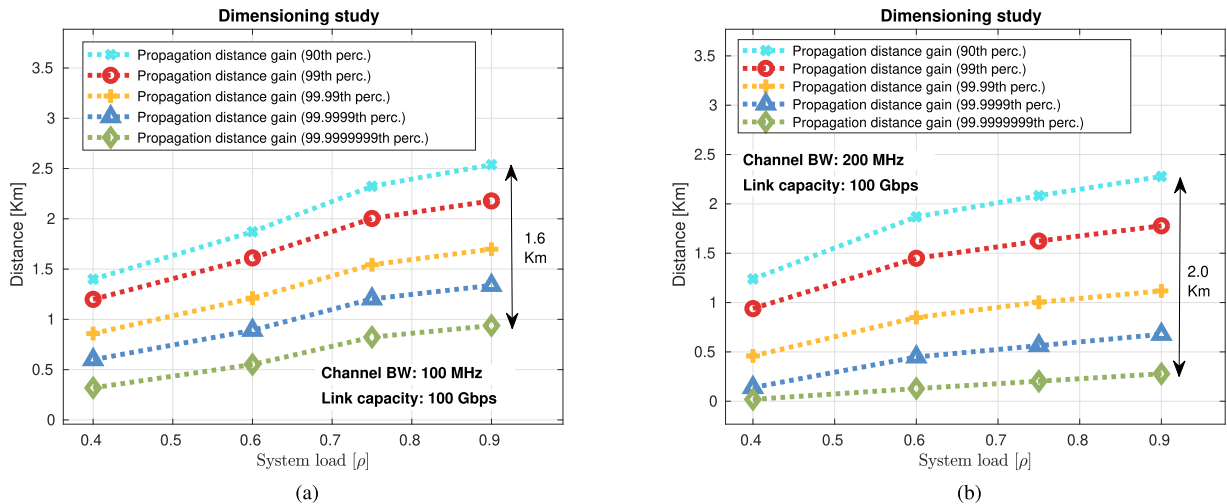 Dimensioning study
Propagation distance gain (90th perc.)
Propagation distance gain (99th perc.)
Propagation distance gain (99.99th perc.)
Propagation distance gain (99.9999th perc.)
Propagation distance gain (99.9999999th perc.)
3.5
3
2.5
2
1.5
1
0.5
0
Distance [Km]
1.6
Km
Channel BW: 100 MHz
Link capacity: 100 Gbps
0.4 0.5 0.6 0.7 0.8 0.9
System load [ρ]
(a)
Dimensioning study
Propagation distance gain (90th perc.)
Propagation distance gain (99th perc.)
Propagation distance gain (99.99th perc.)
Propagation distance gain (99.9999th perc.)
Propagation distance gain (99.9999999th perc.)
Channel BW: 200 MHz
Link capacity: 100 Gbps
3.5
3
2.5
2
1.5
1
0.5
0
Distance [Km]
2.0
Km
0.4 0.5 0.6 0.7 0.8 0.9
System load [ρ]
(b)